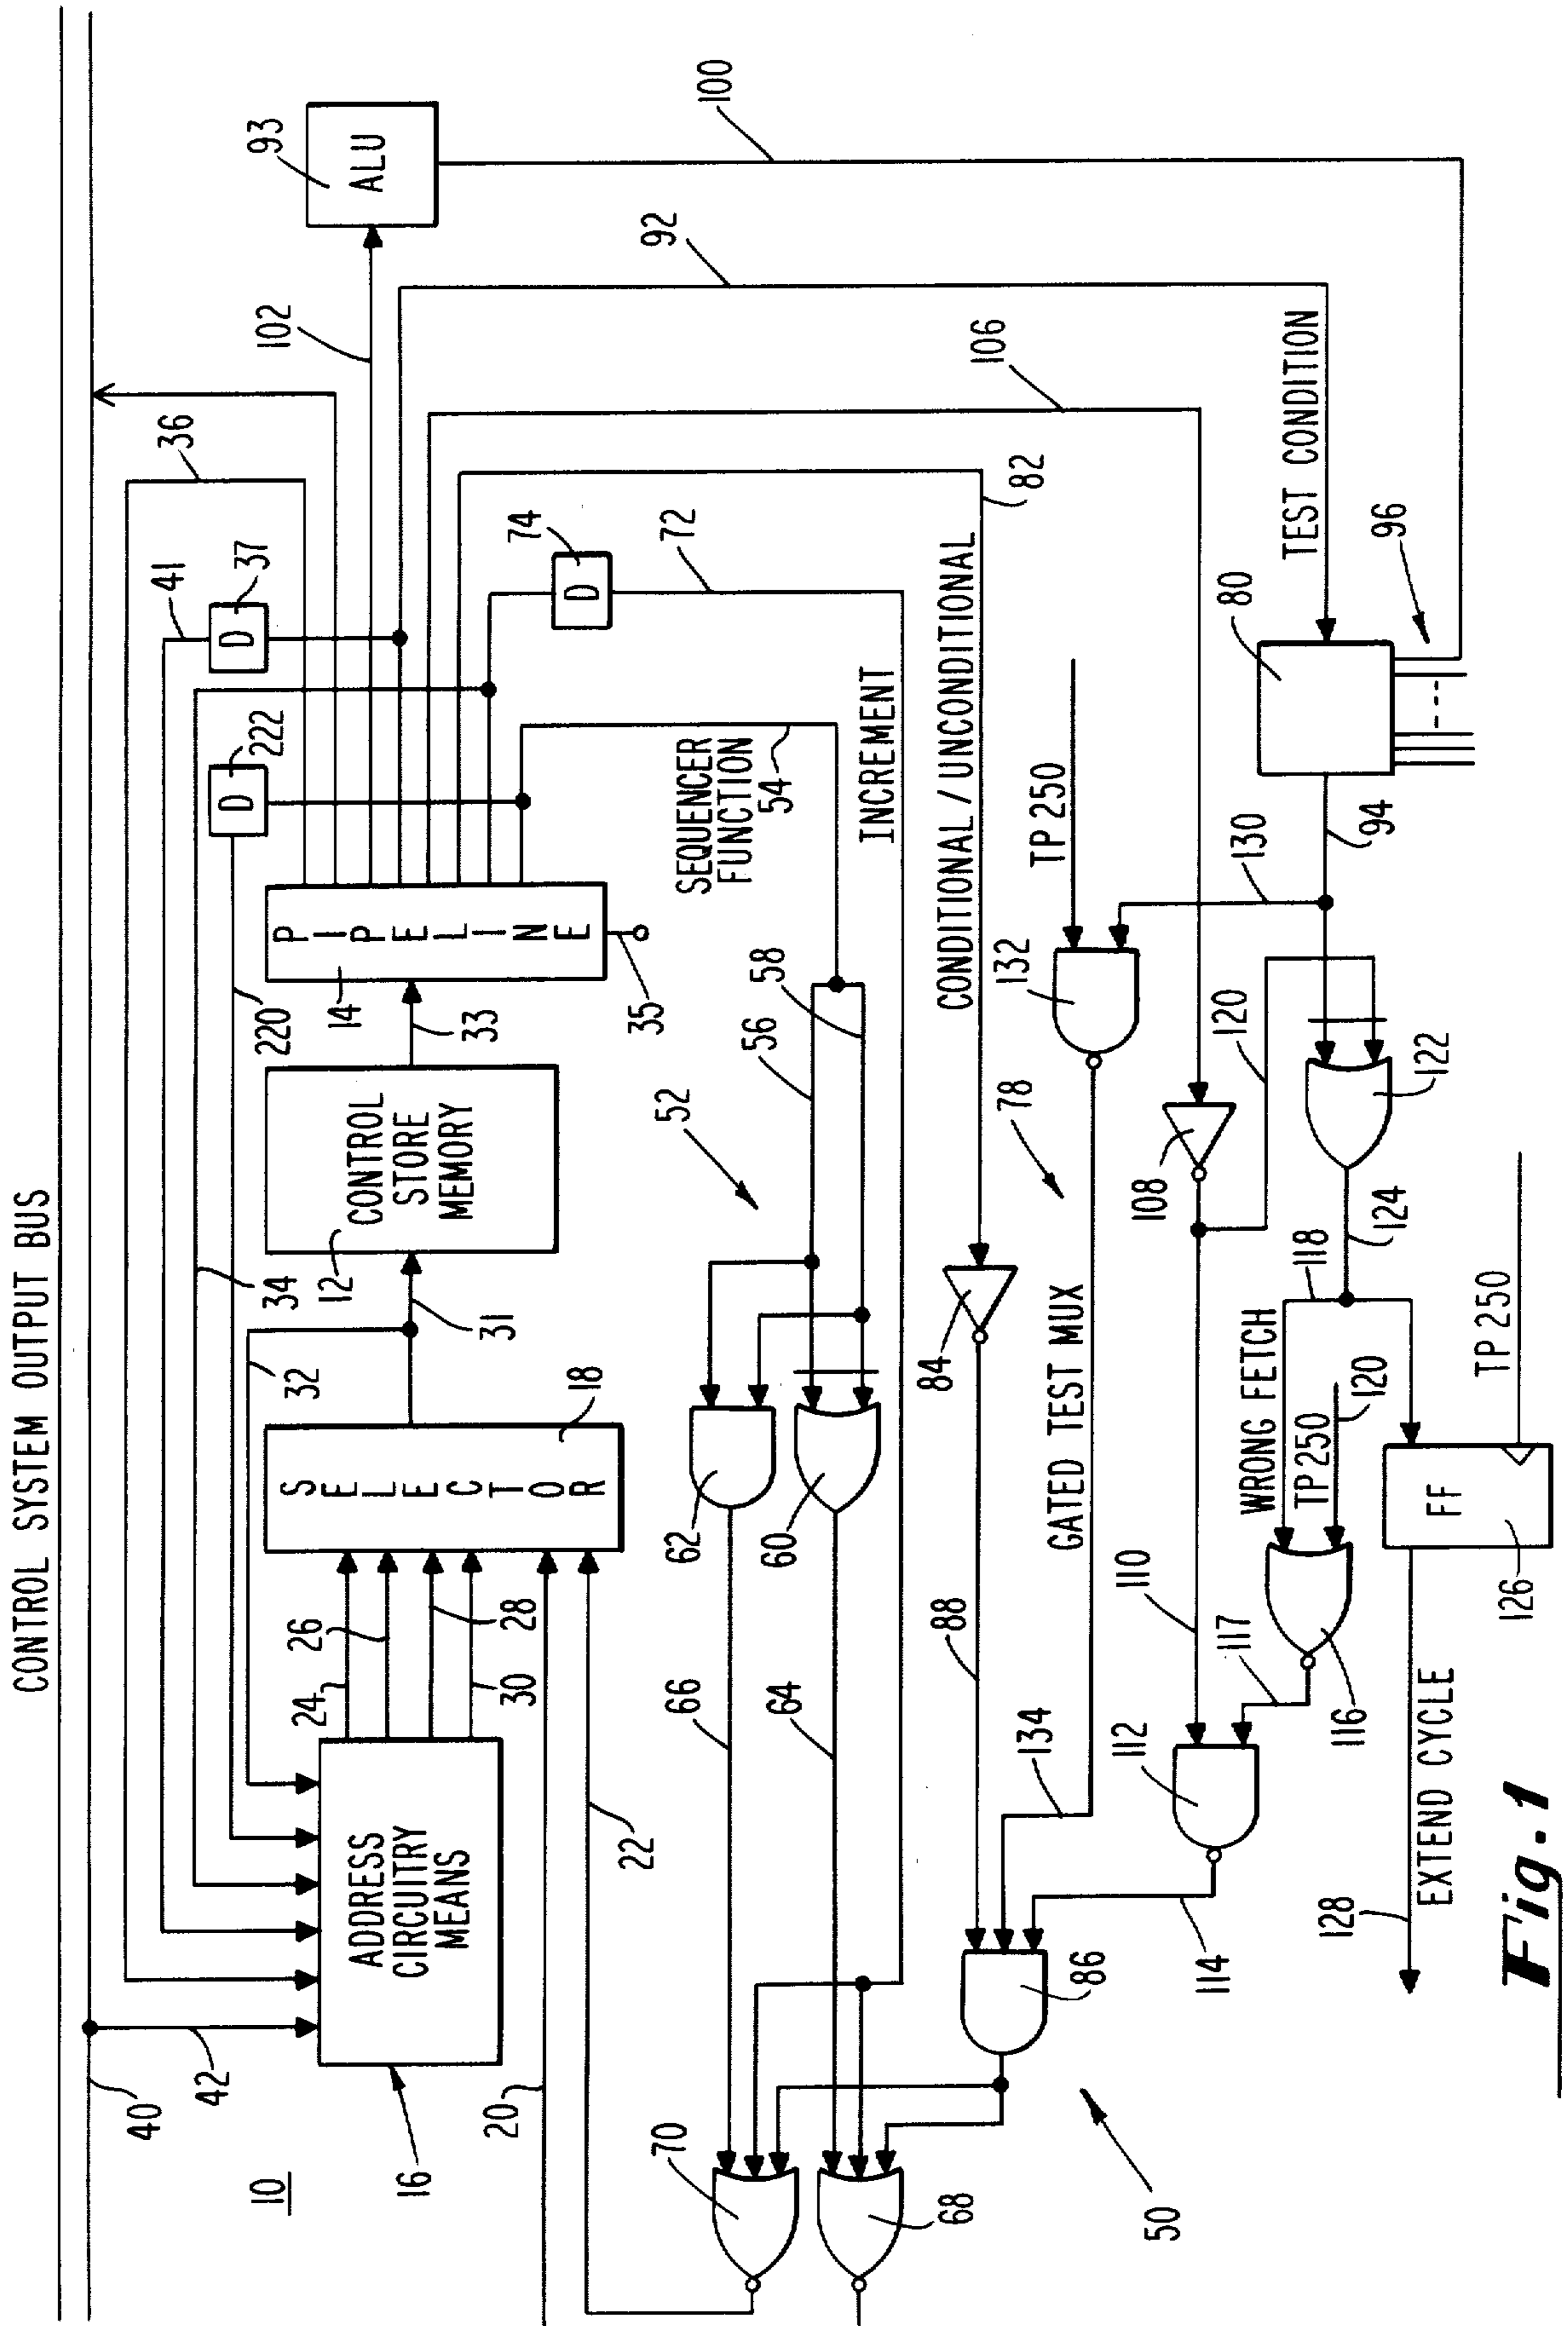 CONTROL SYSTEM OUTPUT BUS
40
42
36
41
37
D
34
220
222
D
32
102
93
ALU
100
92
10
16
ADDRESS
CIRCUITRY
MEANS
24
26
28
30
SELECTOR
18
31
12
CONTROL
STORE
MEMORY
33
14
PIPELINE
35
74
D
72
106
82
20
22
SEQUENCER
FUNCTION
54
52
56
58
62
60
66
64
INCREMENT
70
68
50
CONDITIONAL / UNCONDITIONAL
84
88
86
134
GATED TEST MUX
78
132
TP 250
130
114
112
110
108
117
116
WRONG FETCH
TP 250
120
118
120
124
122
94
80
TEST CONDITION
96
128
EXTEND CYCLE
FF
126
TP 250
Fig. 1